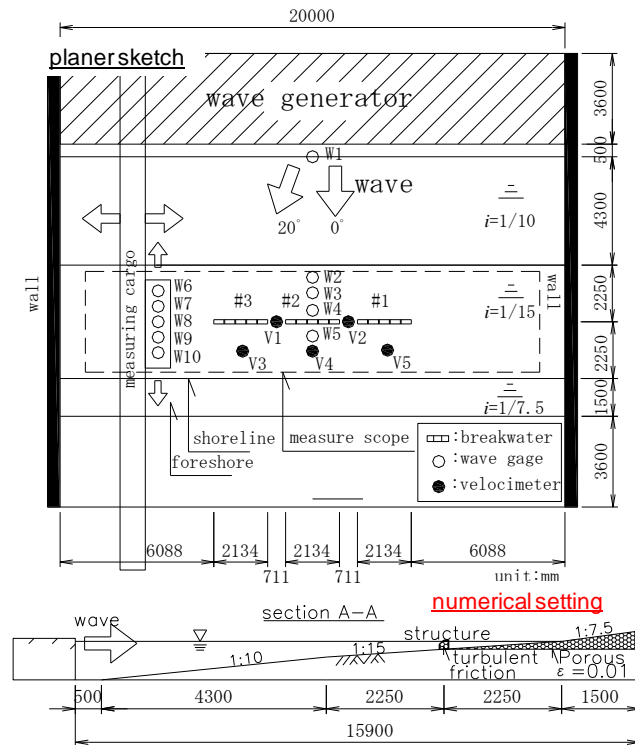 20000
planer sketch
wave generator
3600
500
W1
wave
20° 0°
i=1/10
4300
wall
measuring cargo
W6
W7
W8
W9
W10
#3 #2 #1
W2
W3
W4
W5
V1 V2
V3 V4 V5
i=1/15
wall
2250
2250
i=1/7.5
1500
shoreline
measure scope
foreshore
:breakwater
:wave gage
:velocimeter
3600
6088 2134 2134 2134 6088
711 711
unit:mm
section A-A
numerical setting
wave
structure
1:7.5
1:10
1:15
turbulent
friction
Porous
ε=0.01
500 4300 2250 2250 1500
15900